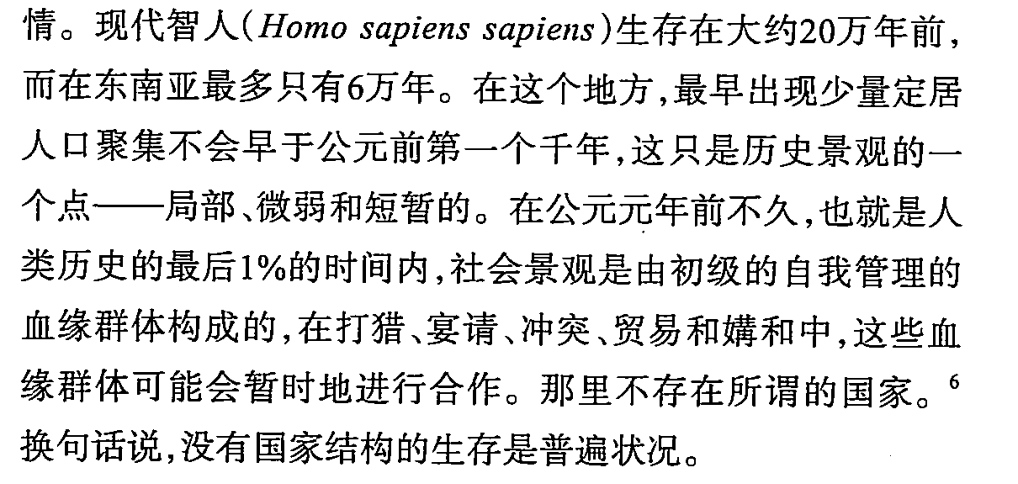 情。现代智人(Homo sapiens sapiens)生存在大约20万年前,
而在东南亚最多只有6万年。在这个地方,最早出现少量定居
人口聚集不会早于公元前第一个千年,这只是历史景观的一
个点——局部、微弱和短暂的。在公元元年前不久,也就是人
类历史的最后1%的时间内,社会景观是由初级的自我管理的
血缘群体构成的,在打猎、宴请、冲突、贸易和媾和中,这些血
缘群体可能会暂时地进行合作。那里不存在所谓的国家。⁶
换句话说,没有国家结构的生存是普遍状况。